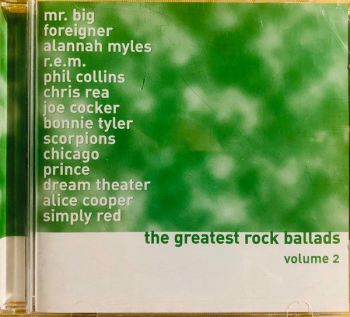 mr. big
foreigner
alannah myles
r.e.m.
phil collins
chris rea
joe cocker
bonnie tyler
scorpions
chicago
prince
dream theater
alice cooper
simply red
the greatest rock ballads
volume 2